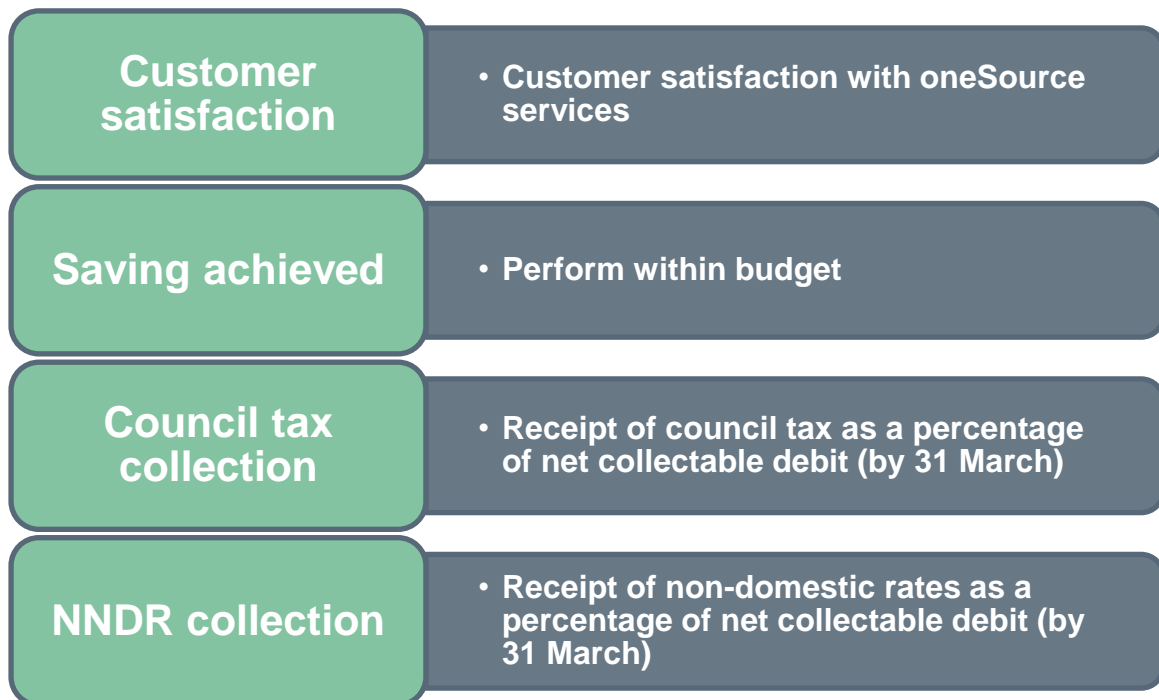 Customer
satisfaction
• Customer satisfaction with oneSource
services
Saving achieved
• Perform within budget
Council tax
collection
• Receipt of council tax as a percentage
of net collectable debit (by 31 March)
NNDR collection
• Receipt of non-domestic rates as a
percentage of net collectable debit (by
31 March)